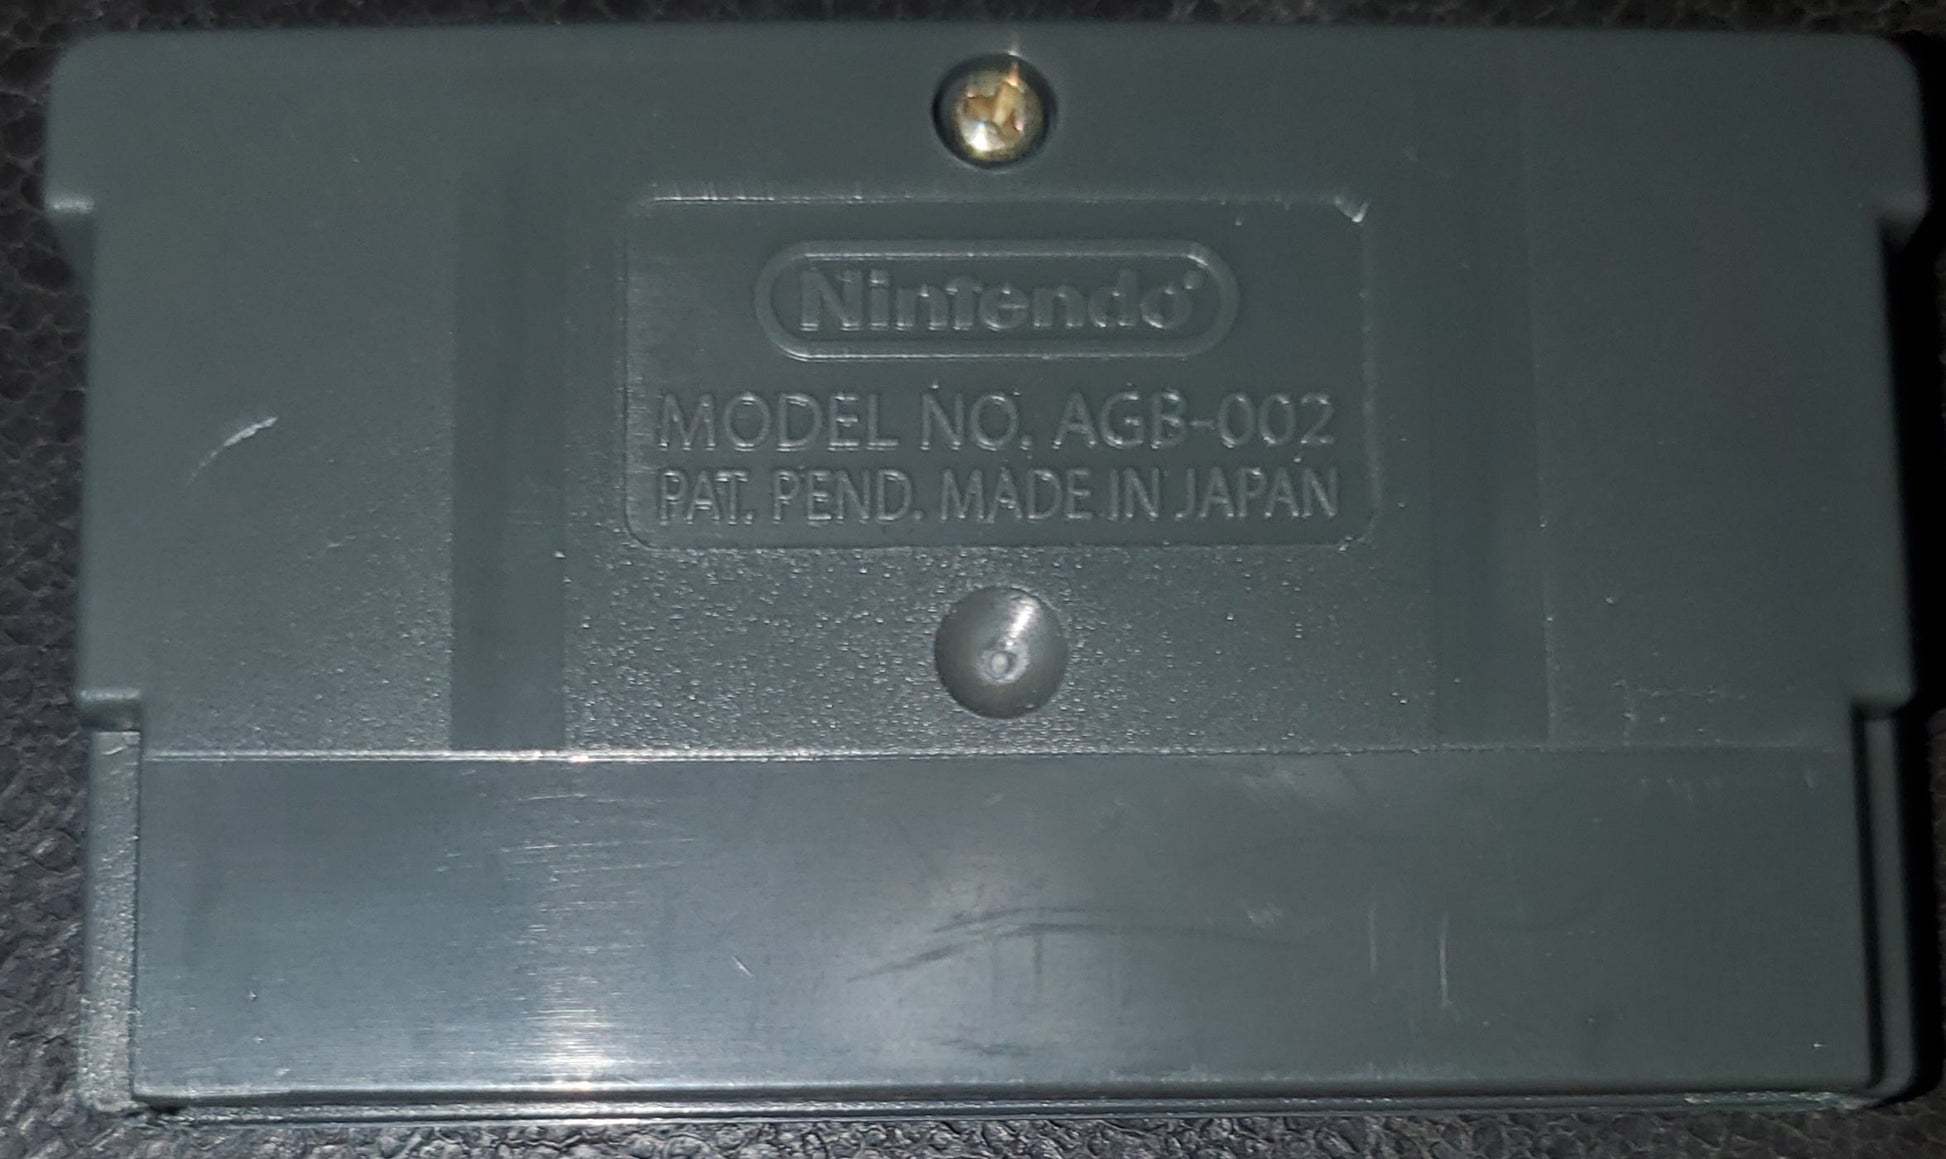 Nintendo
MODEL NO. AGB-002
PAT. PEND. MADE IN JAPAN